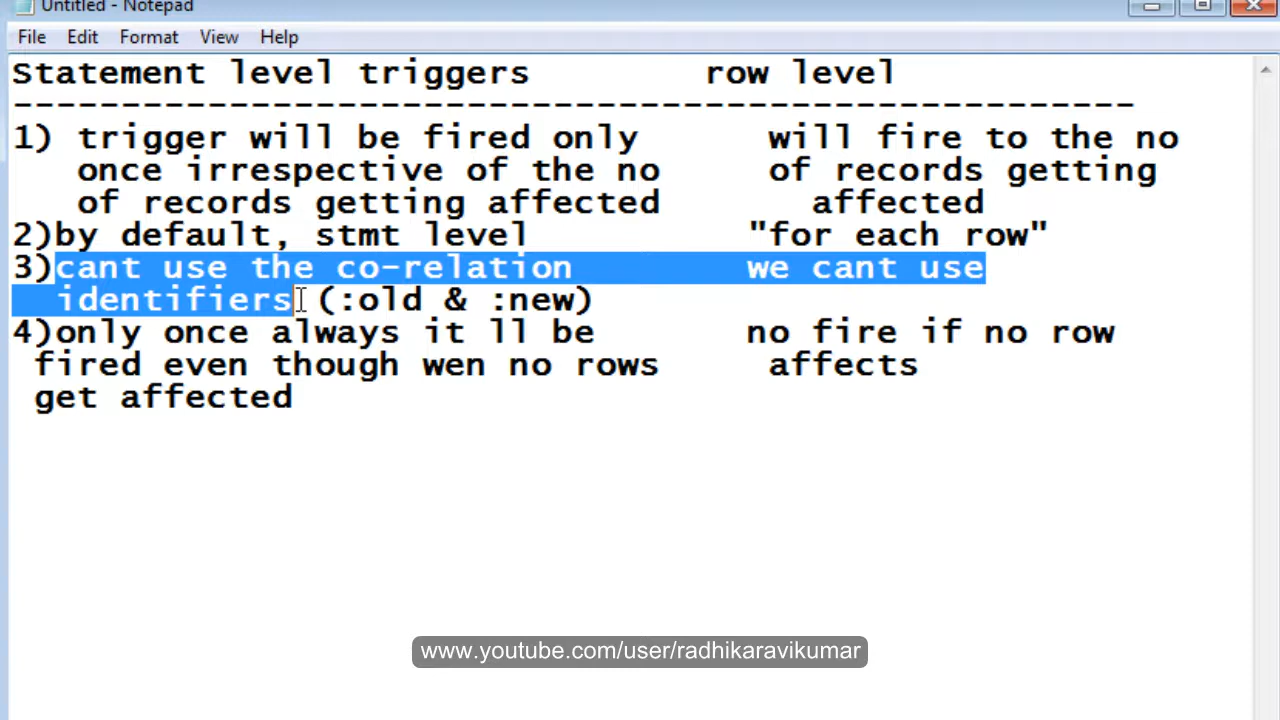 Untitled - Notepad
File Edit Format View Help
Statement level triggers row level
-----------------------------------------------------
1) trigger will be fired only will fire to the no
once irrespective of the no of records getting
of records getting affected affected
2)by default, stmt level "for each row"
3)cant use the co-relation we cant use
identifiers (:old & :new)
4)only once always it ll be no fire if no row
fired even though wen no rows affects
get affected
www.youtube.com/user/radhikaravikumar